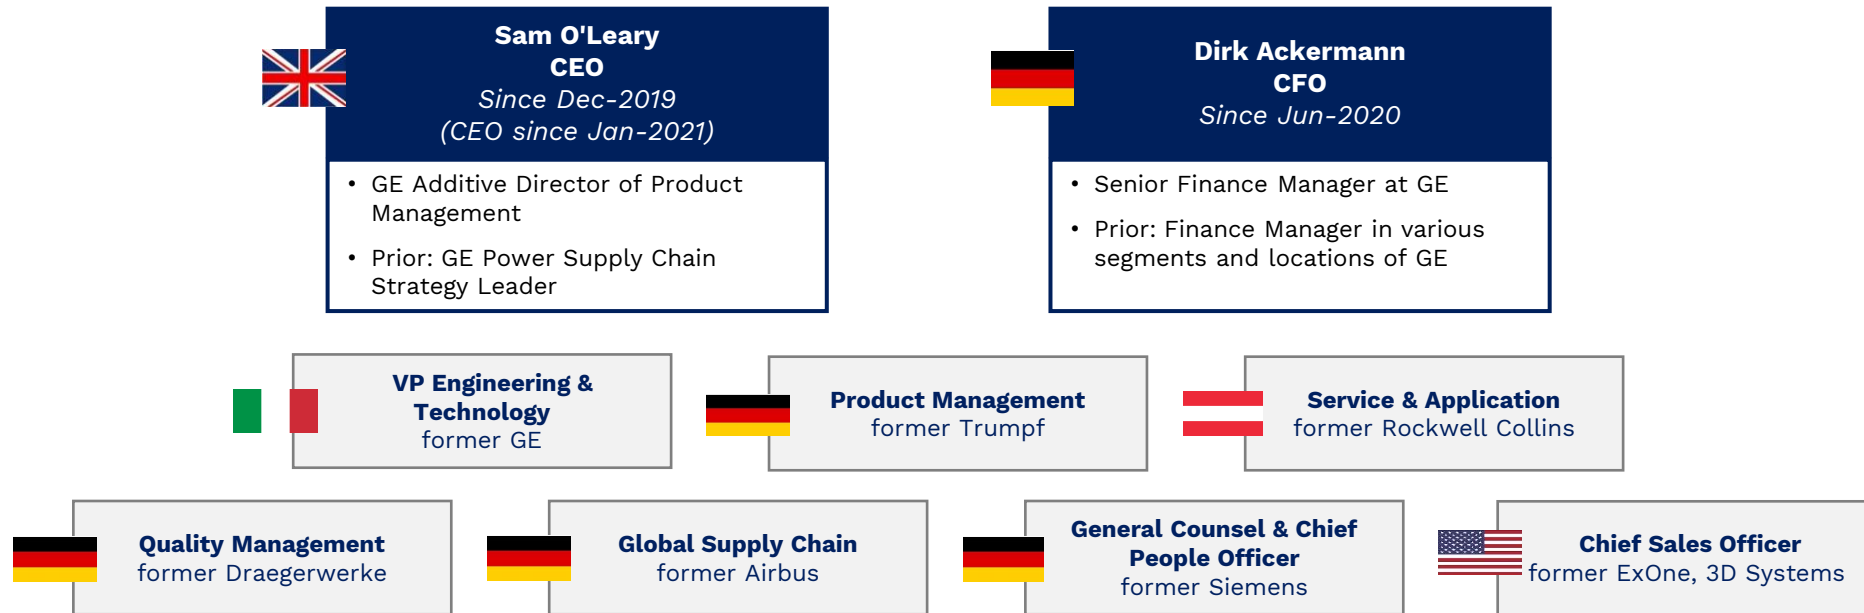 Sam O'Leary
CEO
Since Dec-2019
(CEO since Jan-2021)
• GE Additive Director of Product
Management
• Prior: GE Power Supply Chain
Strategy Leader
Dirk Ackermann
CFO
Since Jun-2020
• Senior Finance Manager at GE
• Prior: Finance Manager in various
segments and locations of GE
VP Engineering &
Technology
former GE
Product Management
former Trumpf
Service & Application
former Rockwell Collins
Quality Management
former Draegerwerke
Global Supply Chain
former Airbus
General Counsel & Chief
People Officer
former Siemens
Chief Sales Officer
former ExOne, 3D Systems